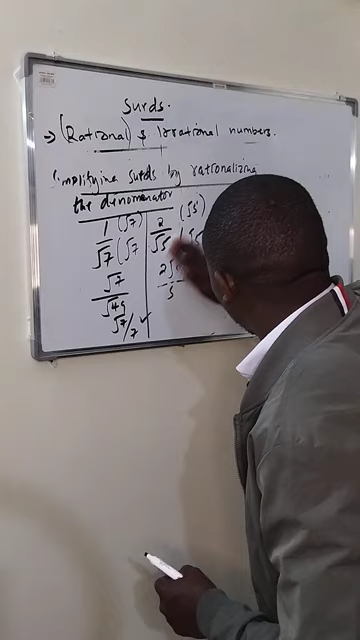 Surds.
→ (Rational) & Irrational numbers.
Simplifying surds by rationalizing
the denominator
1 (√7)
√7 (√7
√7
√49
√7/7 ✓
2 (√5)
√5
2√
5